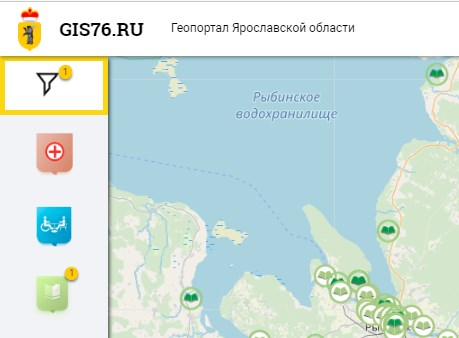 GIS76.RU
Геопортал Ярославской области
1
Рыбинское
водохранилище
1